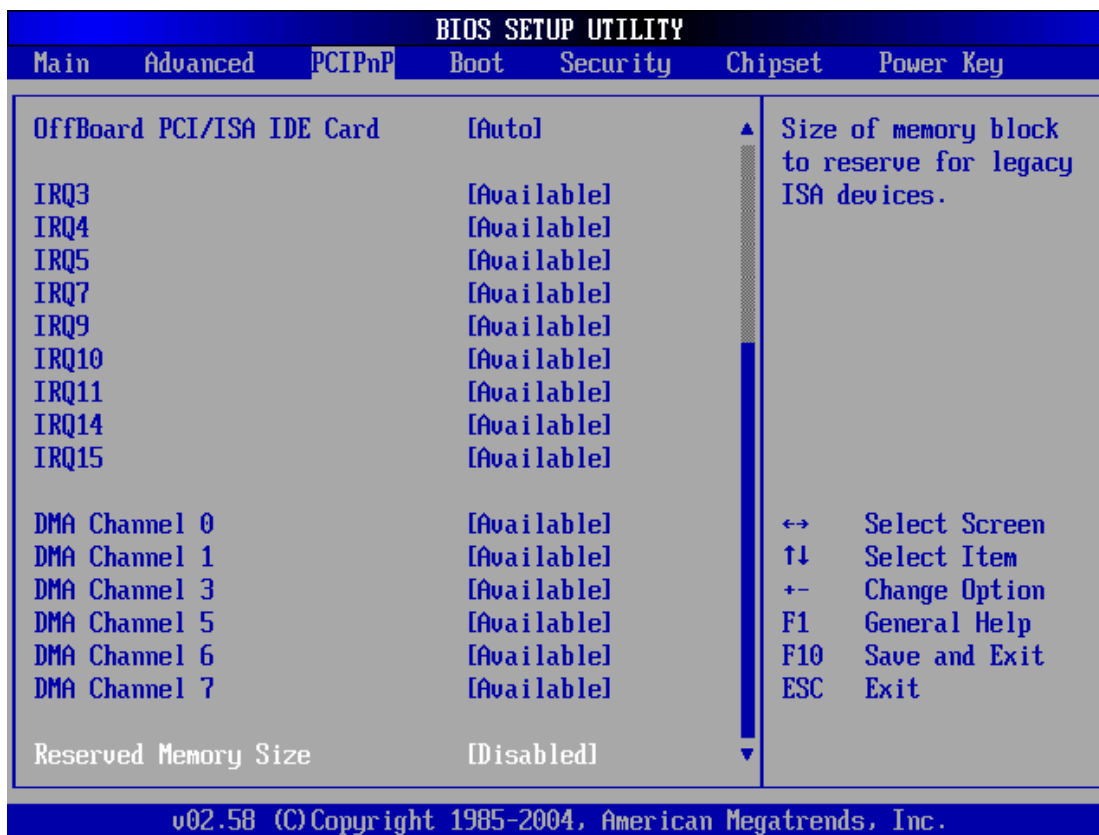 BIOS SETUP UTILITY
Main Advanced PCIPnP Boot Security Chipset Power Key
OffBoard PCI/ISA IDE Card [Auto]
IRQ3 [Available]
IRQ4 [Available]
IRQ5 [Available]
IRQ7 [Available]
IRQ9 [Available]
IRQ10 [Available]
IRQ11 [Available]
IRQ14 [Available]
IRQ15 [Available]
DMA Channel 0 [Available]
DMA Channel 1 [Available]
DMA Channel 3 [Available]
DMA Channel 5 [Available]
DMA Channel 6 [Available]
DMA Channel 7 [Available]
Reserved Memory Size [Disabled]
Size of memory block
to reserve for legacy
ISA devices.
↔ Select Screen
↑↓ Select Item
+- Change Option
F1 General Help
F10 Save and Exit
ESC Exit
v02.58 (C)Copyright 1985-2004, American Megatrends, Inc.